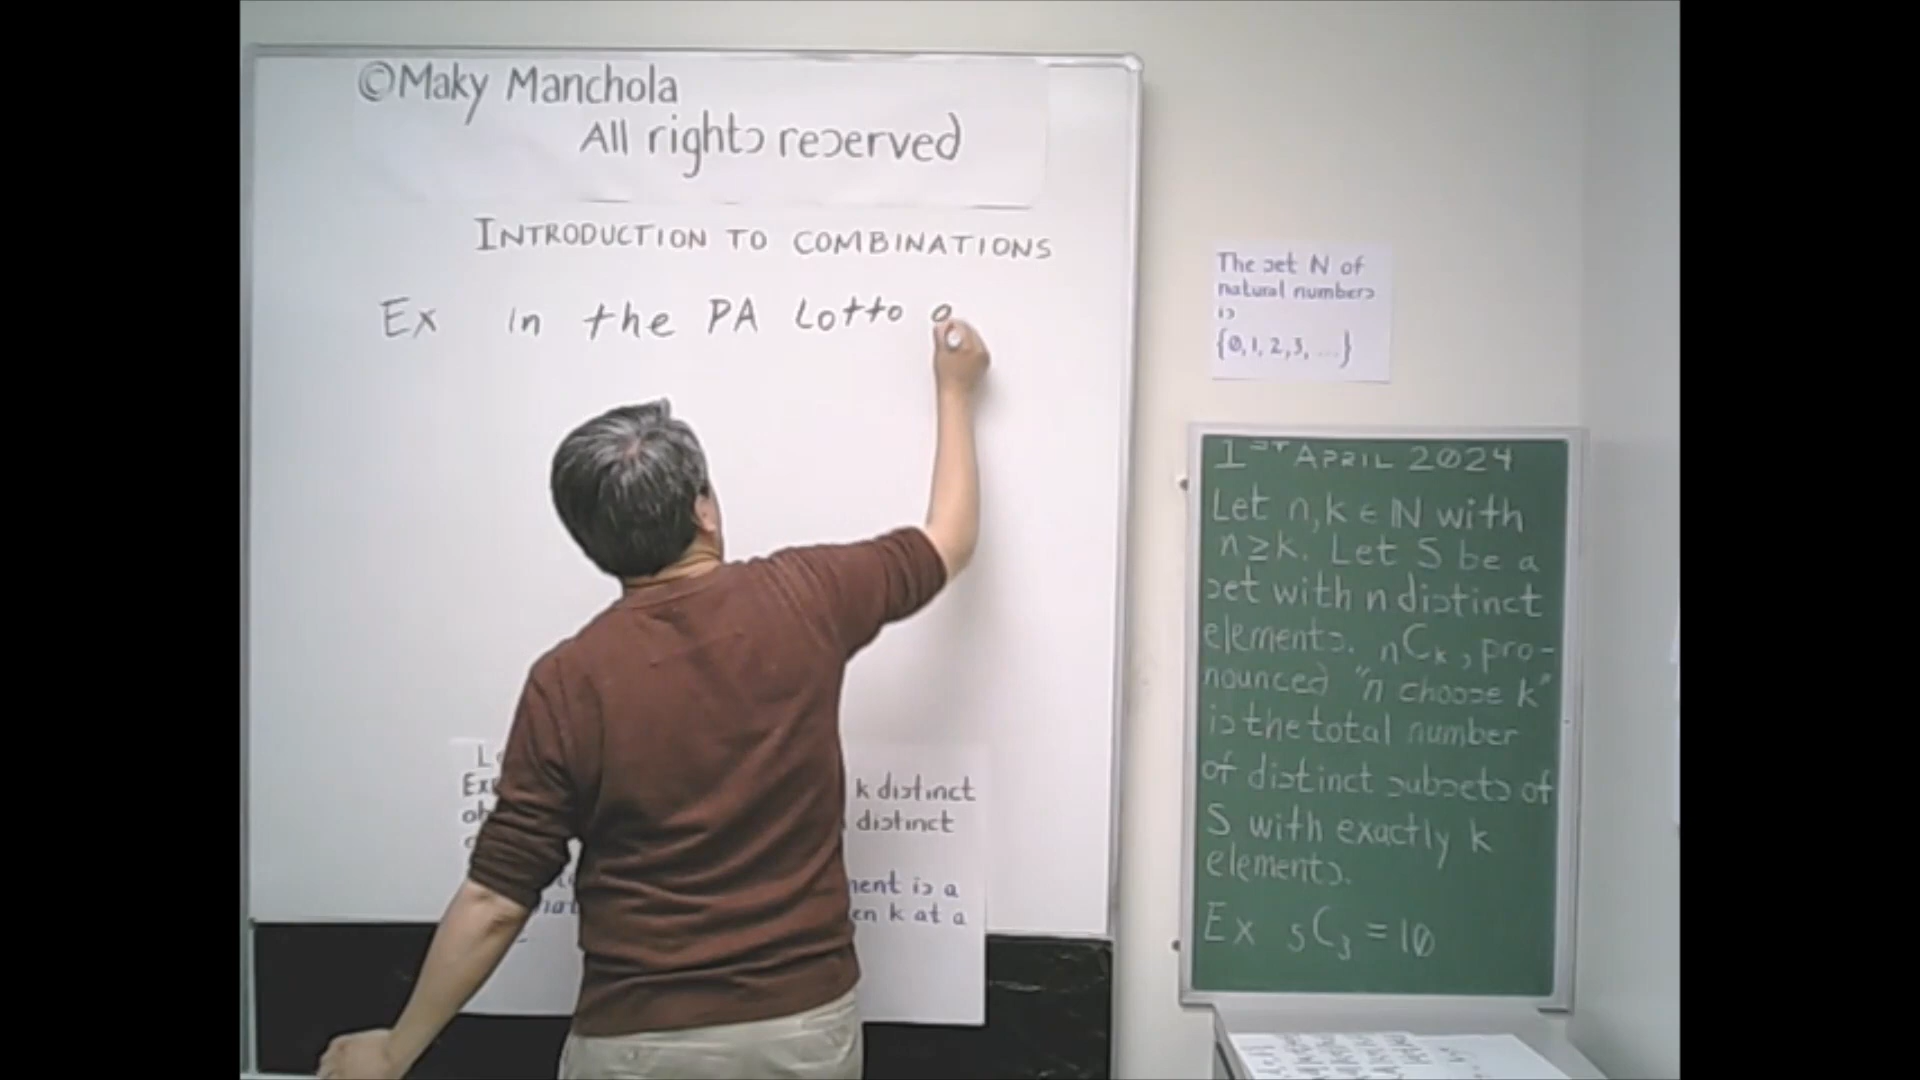 ©Maky Manchola
All rights reserved
INTRODUCTION TO COMBINATIONS
Ex in the PA Lotto
k distinct
distinct
is a
k at a
The set N of
natural numbers
is
{0, 1, 2, 3, ...}
1ST APRIL 2024
Let n, k ∈ ℕ with
n ≥ k. Let S be a
set with n distinct
elements. nCk, pro-
nounced "n choose k"
is the total number
of distinct subsets of
S with exactly k
elements.
Ex 5C3 = 10